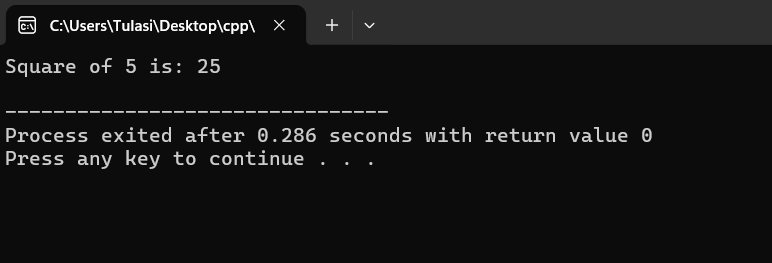 C:\Users\Tulasi\Desktop\cpp\
Square of 5 is: 25
--------------------------------
Process exited after 0.286 seconds with return value 0
Press any key to continue . . .